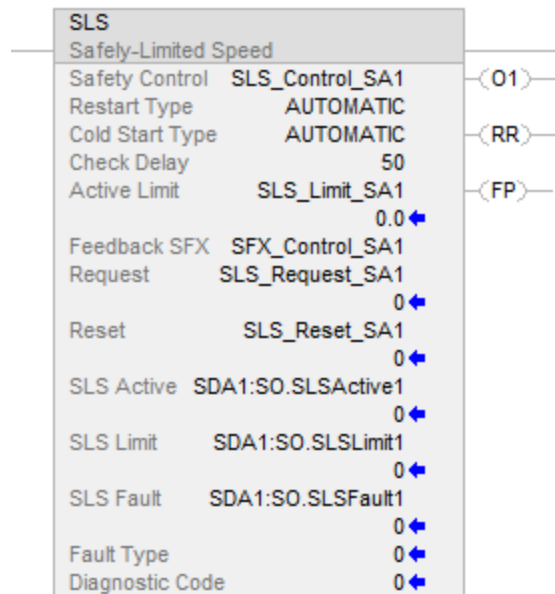 SLS
Safely-Limited Speed
Safety Control SLS_Control_SA1 (O1)
Restart Type AUTOMATIC
Cold Start Type AUTOMATIC (RR)
Check Delay 50
Active Limit SLS_Limit_SA1 (FP)
0.0
Feedback SFX SFX_Control_SA1
Request SLS_Request_SA1
0
Reset SLS_Reset_SA1
0
SLS Active SDA1:SO.SLSActive1
0
SLS Limit SDA1:SO.SLSLimit1
0
SLS Fault SDA1:SO.SLSFault1
0
Fault Type 0
Diagnostic Code 0